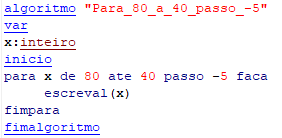 algoritmo "Para_80_a_40_passo_-5"
var
x:inteiro
inicio
para x de 80 ate 40 passo -5 faca
escreval(x)
fimpara
fimalgoritmo